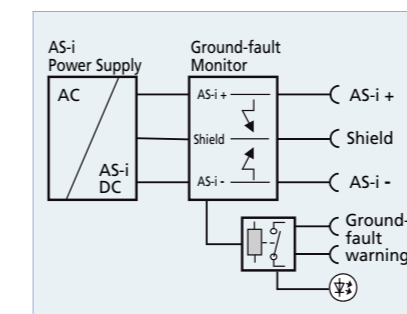 AS-i
Power Supply
Ground-fault
Monitor
AC
AS-i
DC
AS-i +
Shield
AS-i -
AS-i +
Shield
AS-i -
Ground-
fault
warning